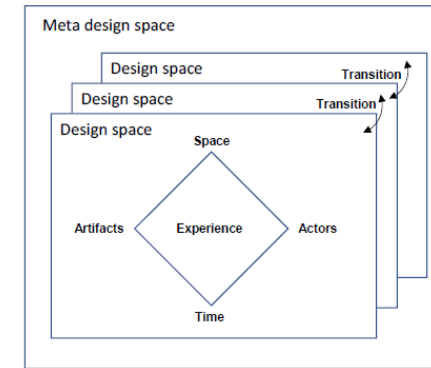 Meta design space
Design space
Transition
Design space
Transition
Design space
Space
Artifacts
Experience
Actors
Time